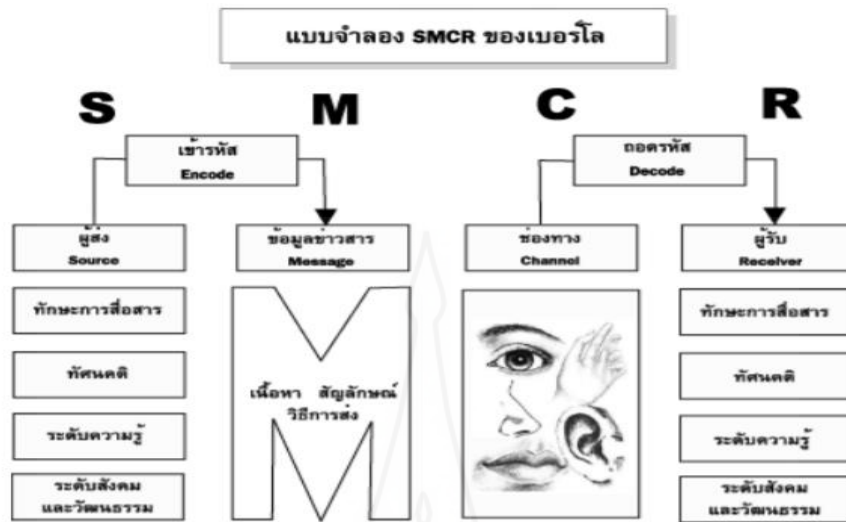 แบบจำลอง SMCR ของเบอร์โล
S M C R
เข้ารหัส
Encode
ถอดรหัส
Decode
ผู้ส่ง
Source
ข้อมูลข่าวสาร
Message
ช่องทาง
Channel
ผู้รับ
Receiver
ทักษะการสื่อสาร
ทัศนคติ
ระดับความรู้
ระดับสังคม
และวัฒนธรรม
เนื้อหา สัญลักษณ์
วิธีการส่ง
ทักษะการสื่อสาร
ทัศนคติ
ระดับความรู้
ระดับสังคม
และวัฒนธรรม